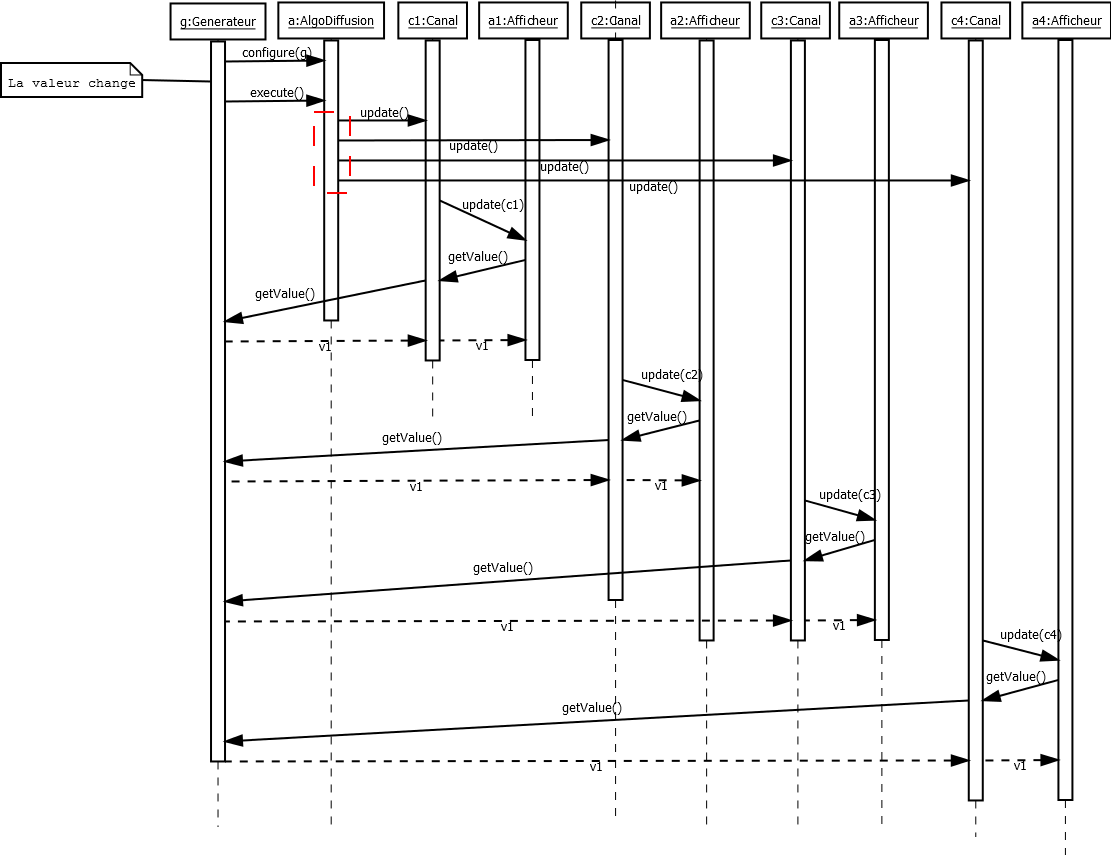 g:Generateur
a:AlgoDiffusion
c1:Canal
a1:Afficheur
c2:Canal
a2:Afficheur
c3:Canal
a3:Afficheur
c4:Canal
a4:Afficheur
configure(g)
La valeur change
execute()
update()
update()
update()
update()
update(c1)
getValue()
getValue()
v1
v1
update(c2)
getValue()
getValue()
v1
v1
update(c3)
getValue()
getValue()
v1
v1
update(c4)
getValue()
getValue()
v1
v1